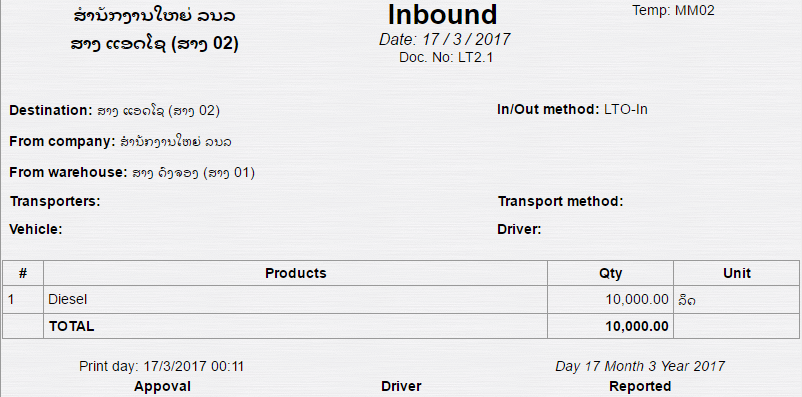 ສຳນັກງານໃຫຍ່ ລນລ
ສາງ ແອດໂຊ (ສາງ 02)
Inbound
Date: 17 / 3 / 2017
Doc. No: LT2.1
Temp: MM02
Destination: ສາງ ແອດໂຊ (ສາງ 02)
In/Out method: LTO-In
From company: ສຳນັກງານໃຫຍ່ ລນລ
From warehouse: ສາງ ດົງຈອງ (ສາງ 01)
Transporters:
Transport method:
Vehicle:
Driver:
# Products Qty Unit
1 Diesel 10,000.00 ລິດ
TOTAL 10,000.00
Print day: 17/3/2017 00:11
Day 17 Month 3 Year 2017
Appoval Driver Reported